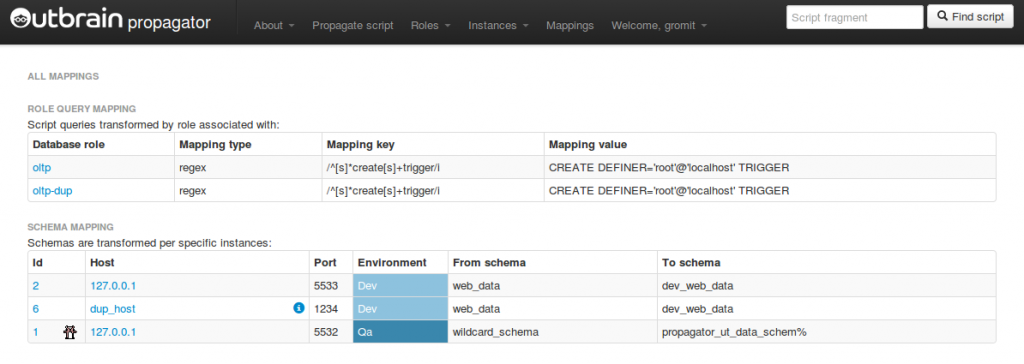 Outbrain propagator About Propagate script Roles Instances Mappings Welcome, gromit Script fragment Find script
ALL MAPPINGS
ROLE QUERY MAPPING
Script queries transformed by role associated with:
Database role Mapping type Mapping key Mapping value
oltp regex /^[s]*create[s]+trigger/i CREATE DEFINER='root'@'localhost' TRIGGER
oltp-dup regex /^[s]*create[s]+trigger/i CREATE DEFINER='root'@'localhost' TRIGGER
SCHEMA MAPPING
Schemas are transformed per specific instances:
Id Host Port Environment From schema To schema
2 127.0.0.1 5533 Dev web_data dev_web_data
6 dup_host 1234 Dev web_data dev_web_data
1 127.0.0.1 5532 Qa wildcard_schema propagator_ut_data_schem%